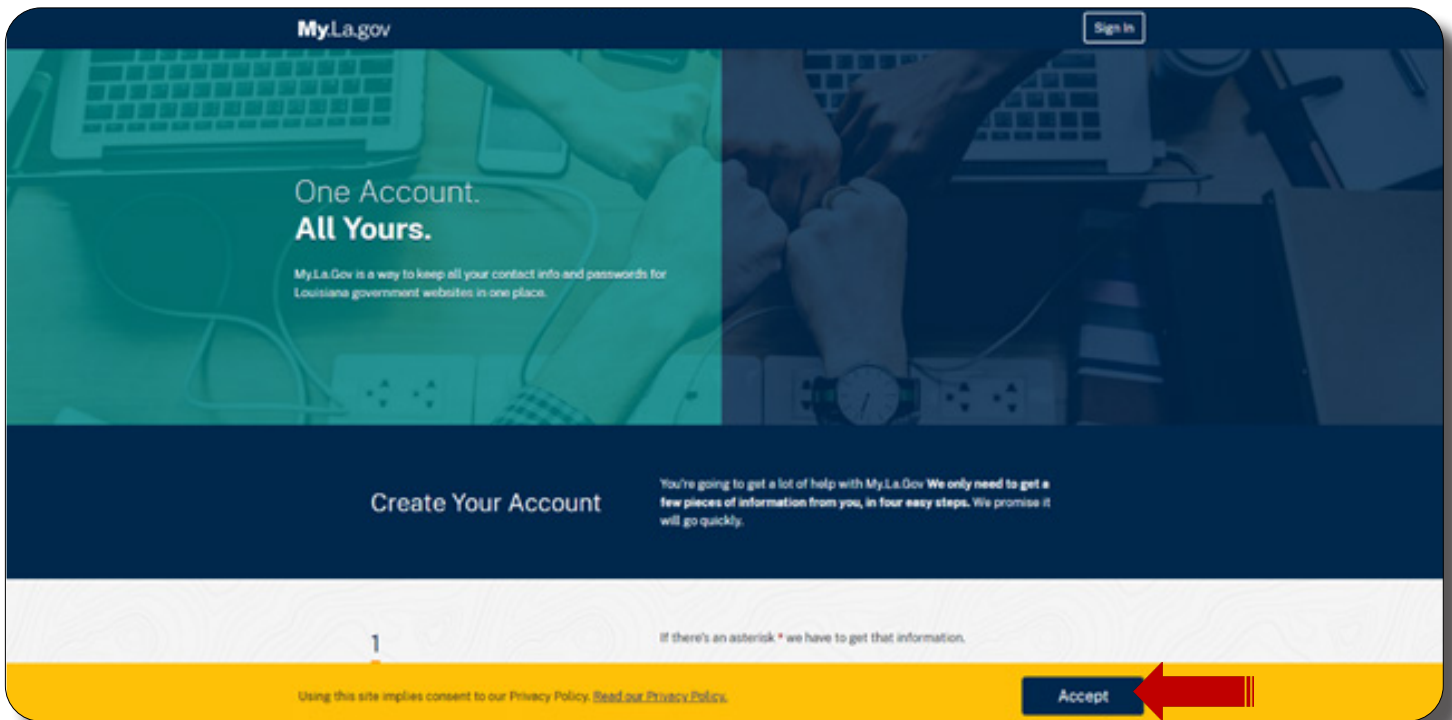 My.La.gov
Sign In
One Account.
All Yours.
My.La.Gov is a way to keep all your contact info and passwords for
Louisiana government websites in one place.
Create Your Account
You're going to get a lot of help with My.La.Gov We only need to get a
few pieces of information from you, in four easy steps. We promise it
will go quickly.
1
If there's an asterisk * we have to get that information.
Using this site implies consent to our Privacy Policy. Read our Privacy Policy.
Accept